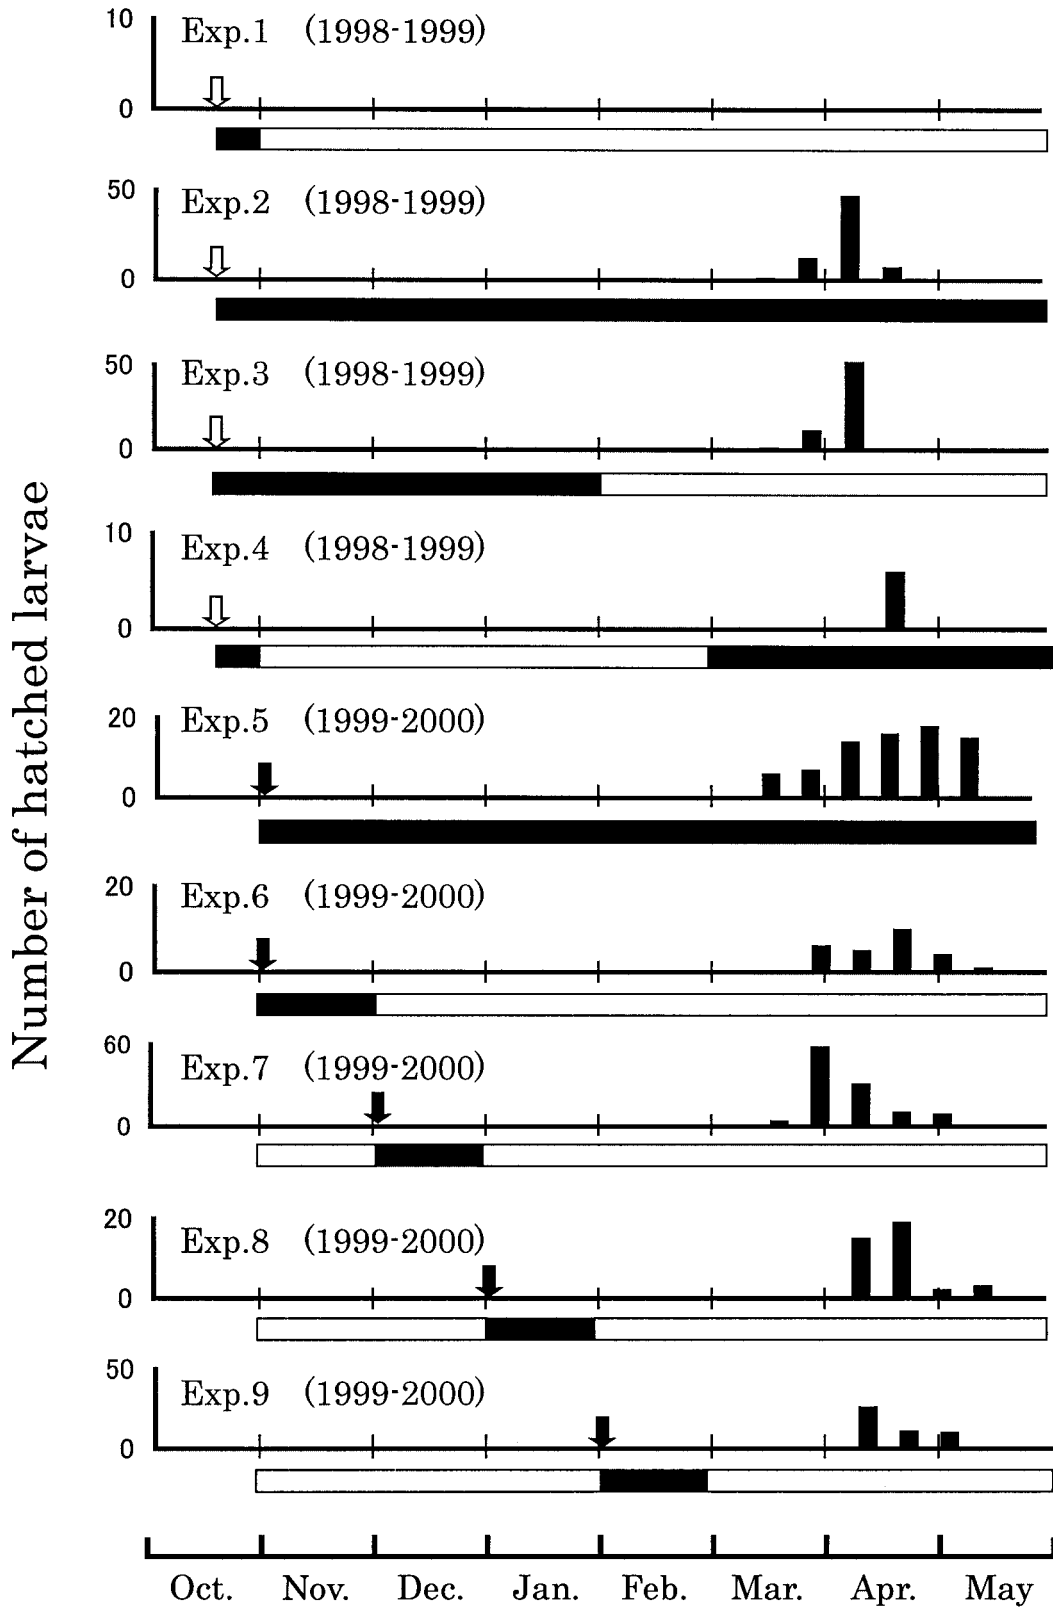 Number of hatched larvae
10
Exp.1 (1998-1999)
0
50
Exp.2 (1998-1999)
0
50
Exp.3 (1998-1999)
0
10
Exp.4 (1998-1999)
0
20
Exp.5 (1999-2000)
0
20
Exp.6 (1999-2000)
0
60
Exp.7 (1999-2000)
0
20
Exp.8 (1999-2000)
0
50
Exp.9 (1999-2000)
0
Oct. Nov. Dec. Jan. Feb. Mar. Apr. May